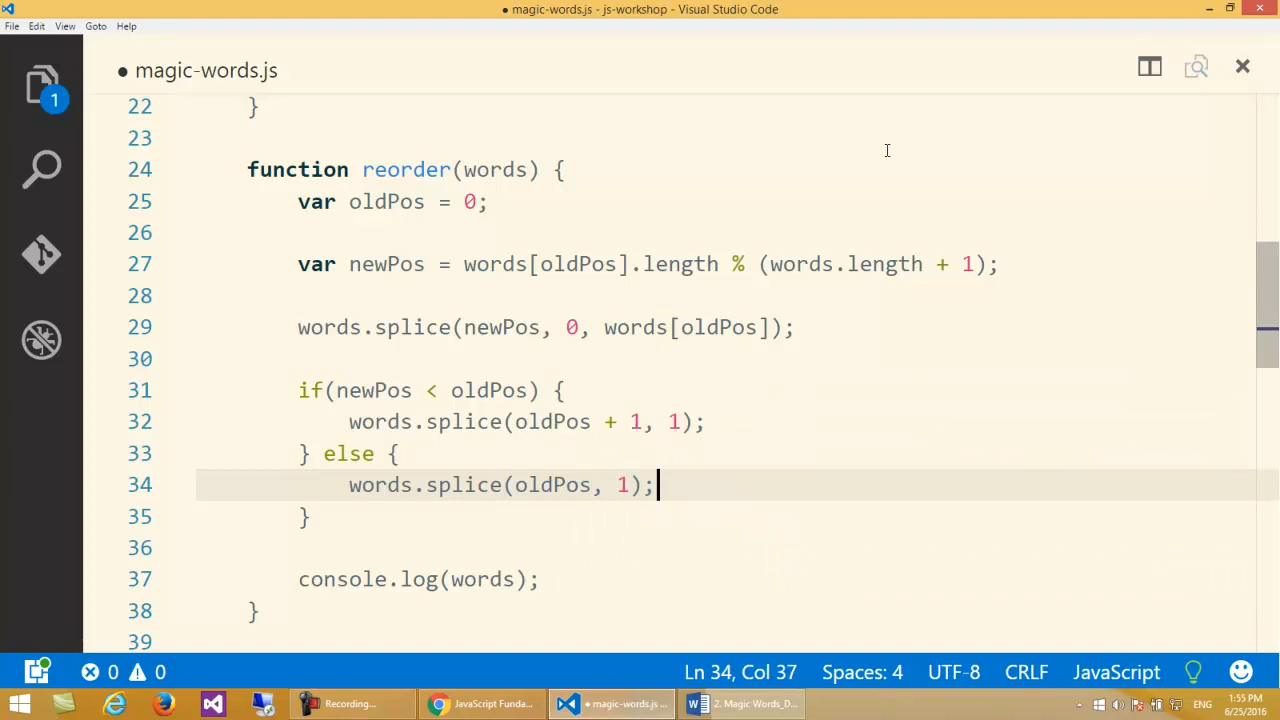 ● magic-words.js - js-workshop - Visual Studio Code
File Edit View Goto Help
1
● magic-words.js
22 }
23
24 function reorder(words) {
25 var oldPos = 0;
26
27 var newPos = words[oldPos].length % (words.length + 1);
28
29 words.splice(newPos, 0, words[oldPos]);
30
31 if(newPos < oldPos) {
32 words.splice(oldPos + 1, 1);
33 } else {
34 words.splice(oldPos, 1);
35 }
36
37 console.log(words);
38 }
39
0 0 Ln 34, Col 37 Spaces: 4 UTF-8 CRLF JavaScript
Recording... JavaScript Funda... ● magic-words.js ... 2. Magic Words_D... ENG 1:55 PM
6/25/2016